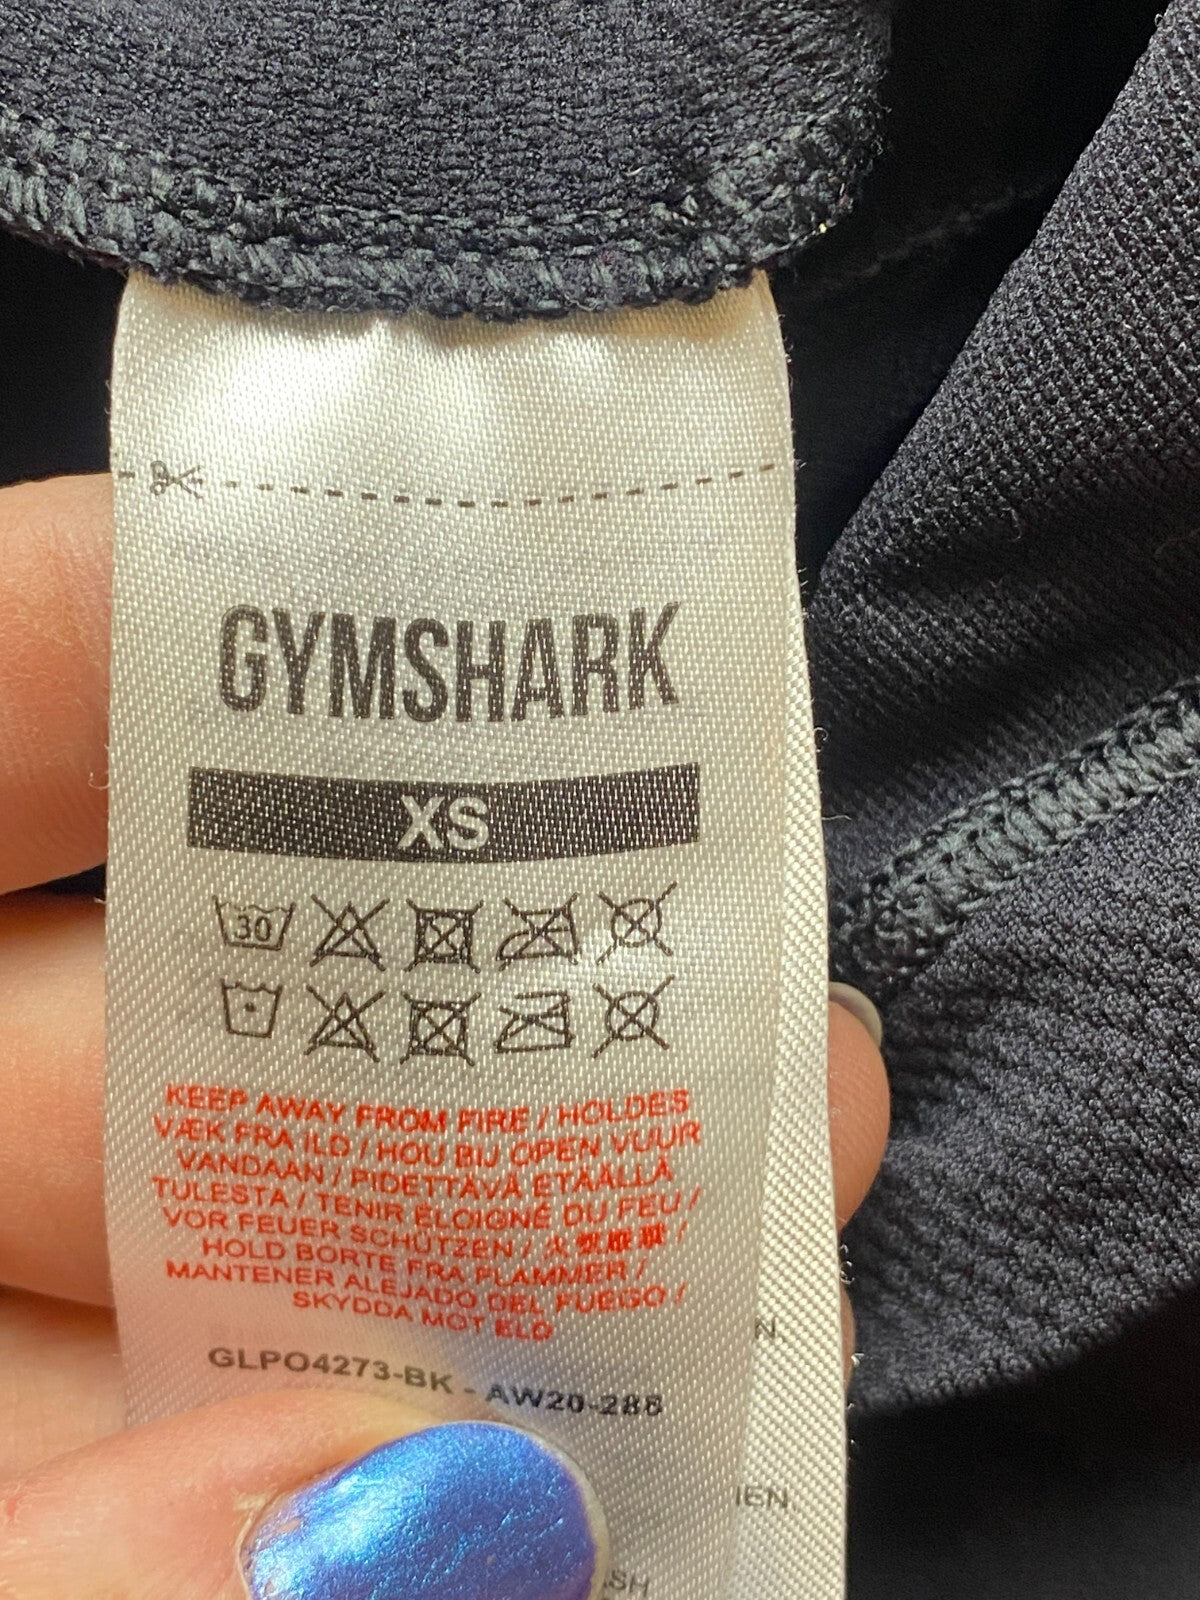 GYMSHARK
XS
30
KEEP AWAY FROM FIRE / HOLDES
VÆK FRA ILD / HOU BIJ OPEN VUUR
VANDAAN / PIDETTÄVÄ ETÄÄLLÄ
TULESTA / TENIR ÉLOIGNÉ DU FEU /
VOR FEUER SCHÜTZEN / /
HOLD BORTE FRA FLAMMER /
MANTENER ALEJADO DEL FUEGO /
SKYDDA MOT ELD
GLPO4273-BK - AW20-288
N.
IEN.
SH